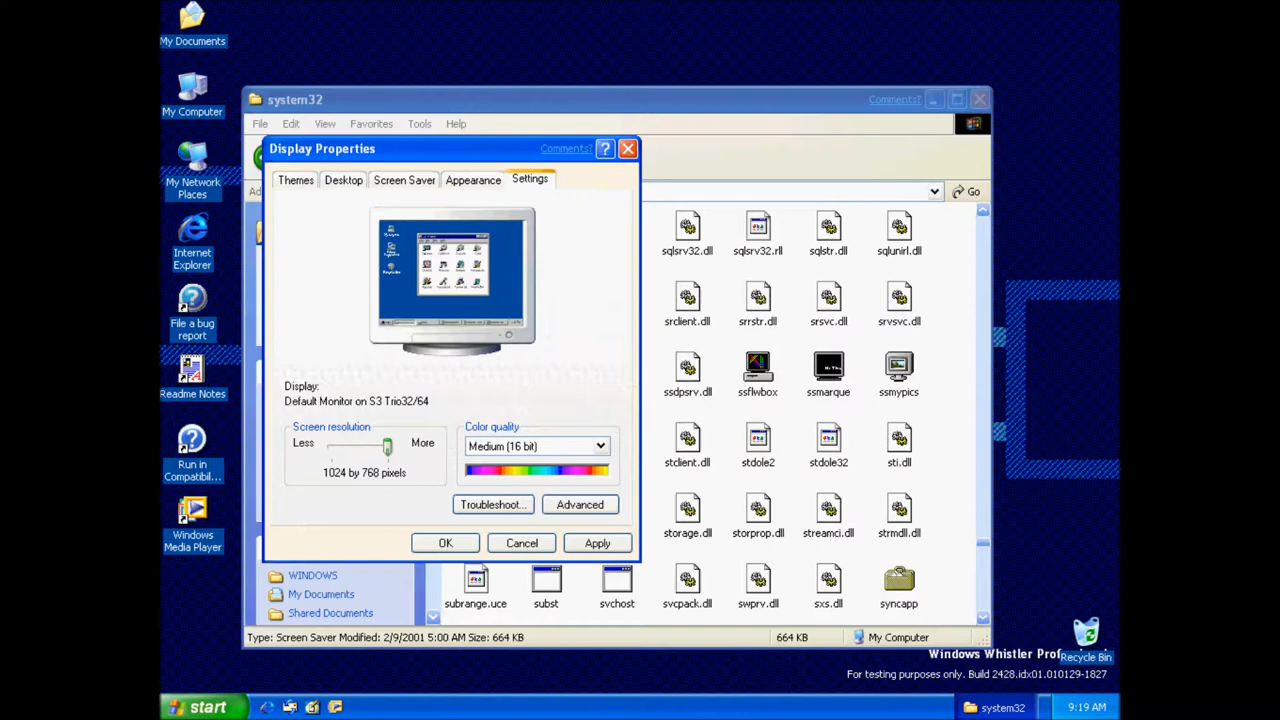 My Documents
My Computer
My Network
Places
Internet
Explorer
File a bug
report
Readme Notes
Run in
Compatibil...
Windows
Media Player
system32
Comments?
File Edit View Favorites Tools Help
Ad
Go
Display Properties
Comments?
Themes Desktop Screen Saver Appearance Settings
Display:
Default Monitor on S3 Trio32/64
Screen resolution
Less More
1024 by 768 pixels
Color quality
Medium (16 bit)
Troubleshoot... Advanced
OK Cancel Apply
sqlsrv32.dll sqlsrv32.rll sqlstr.dll sqlunirl.dll
srclient.dll srrstr.dll srsvc.dll srvsvc.dll
ssdpsrv.dll ssflwbox ssmarque ssmypics
stclient.dll stdole2 stdole32 sti.dll
storage.dll storprop.dll streamci.dll strmdll.dll
subrange.uce subst svchost svcpack.dll swprv.dll sxs.dll syncapp
WINDOWS
My Documents
Shared Documents
Type: Screen Saver Modified: 2/9/2001 5:00 AM Size: 664 KB
664 KB
My Computer
Windows Whistler Prof
Recycle Bin
For testing purposes only. Build 2428.idx01.010129-1827
start
system32
9:19 AM